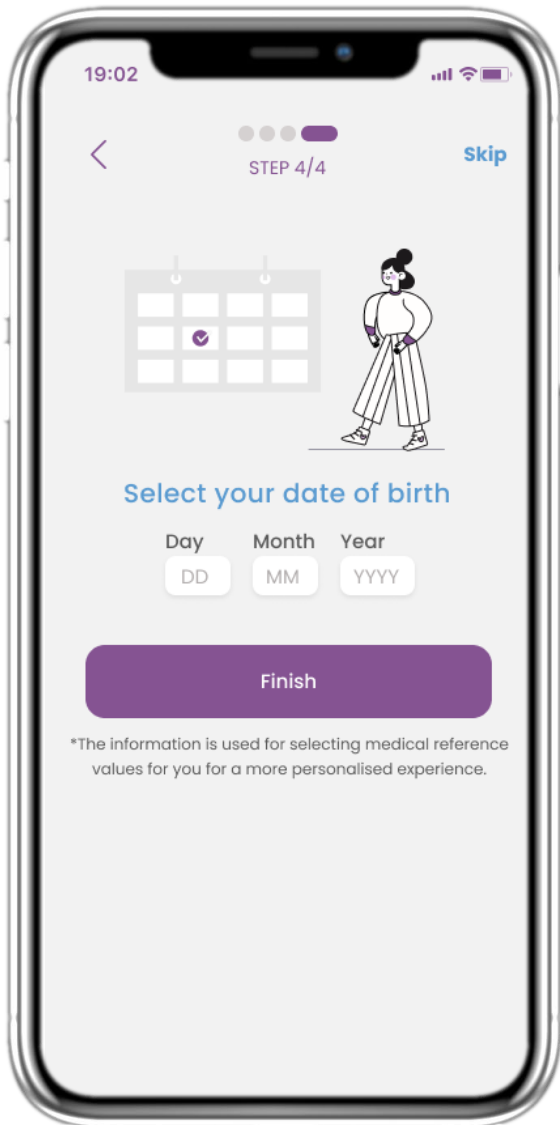 19:02
Skip
STEP 4/4
Select your date of birth
Day Month Year
DD MM YYYY
Finish
*The information is used for selecting medical reference
values for you for a more personalised experience.